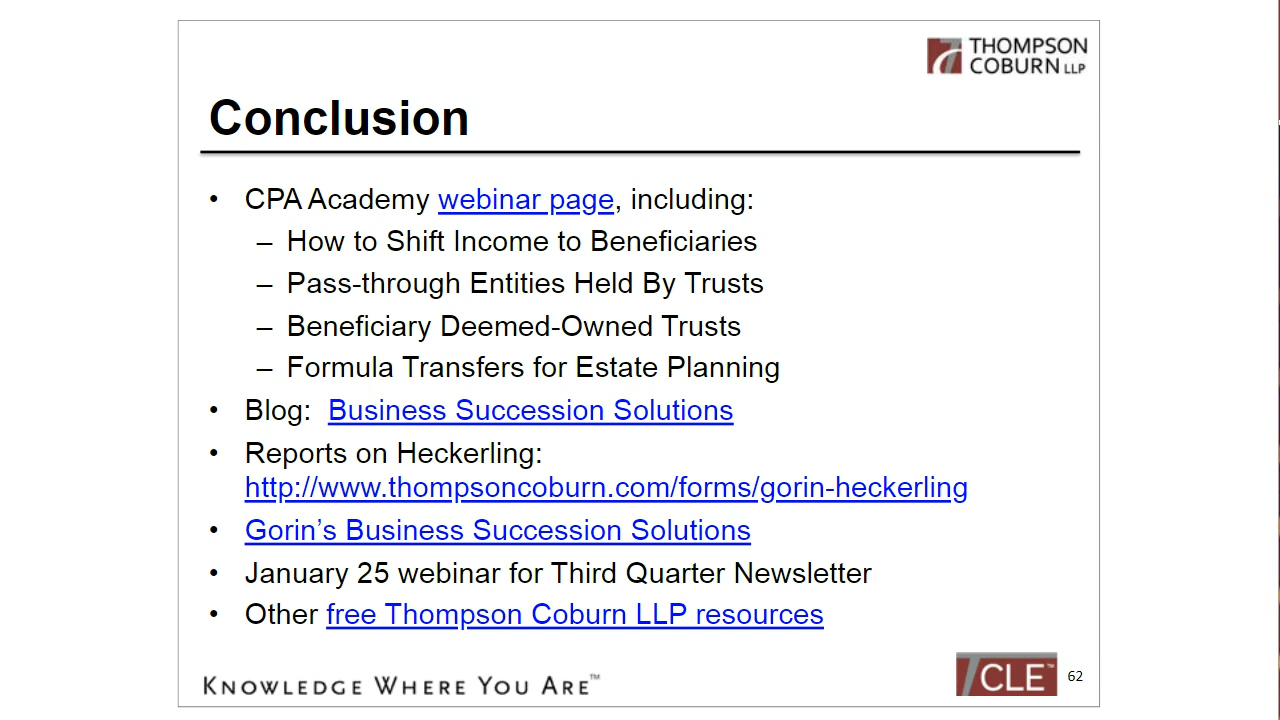 THOMPSON
COBURN LLP
Conclusion
• CPA Academy webinar page, including:
– How to Shift Income to Beneficiaries
– Pass-through Entities Held By Trusts
– Beneficiary Deemed-Owned Trusts
– Formula Transfers for Estate Planning
• Blog: Business Succession Solutions
• Reports on Heckerling:
http://www.thompsoncoburn.com/forms/gorin-heckerling
• Gorin’s Business Succession Solutions
• January 25 webinar for Third Quarter Newsletter
• Other free Thompson Coburn LLP resources
KNOWLEDGE WHERE YOU ARE™
TCLE™
62